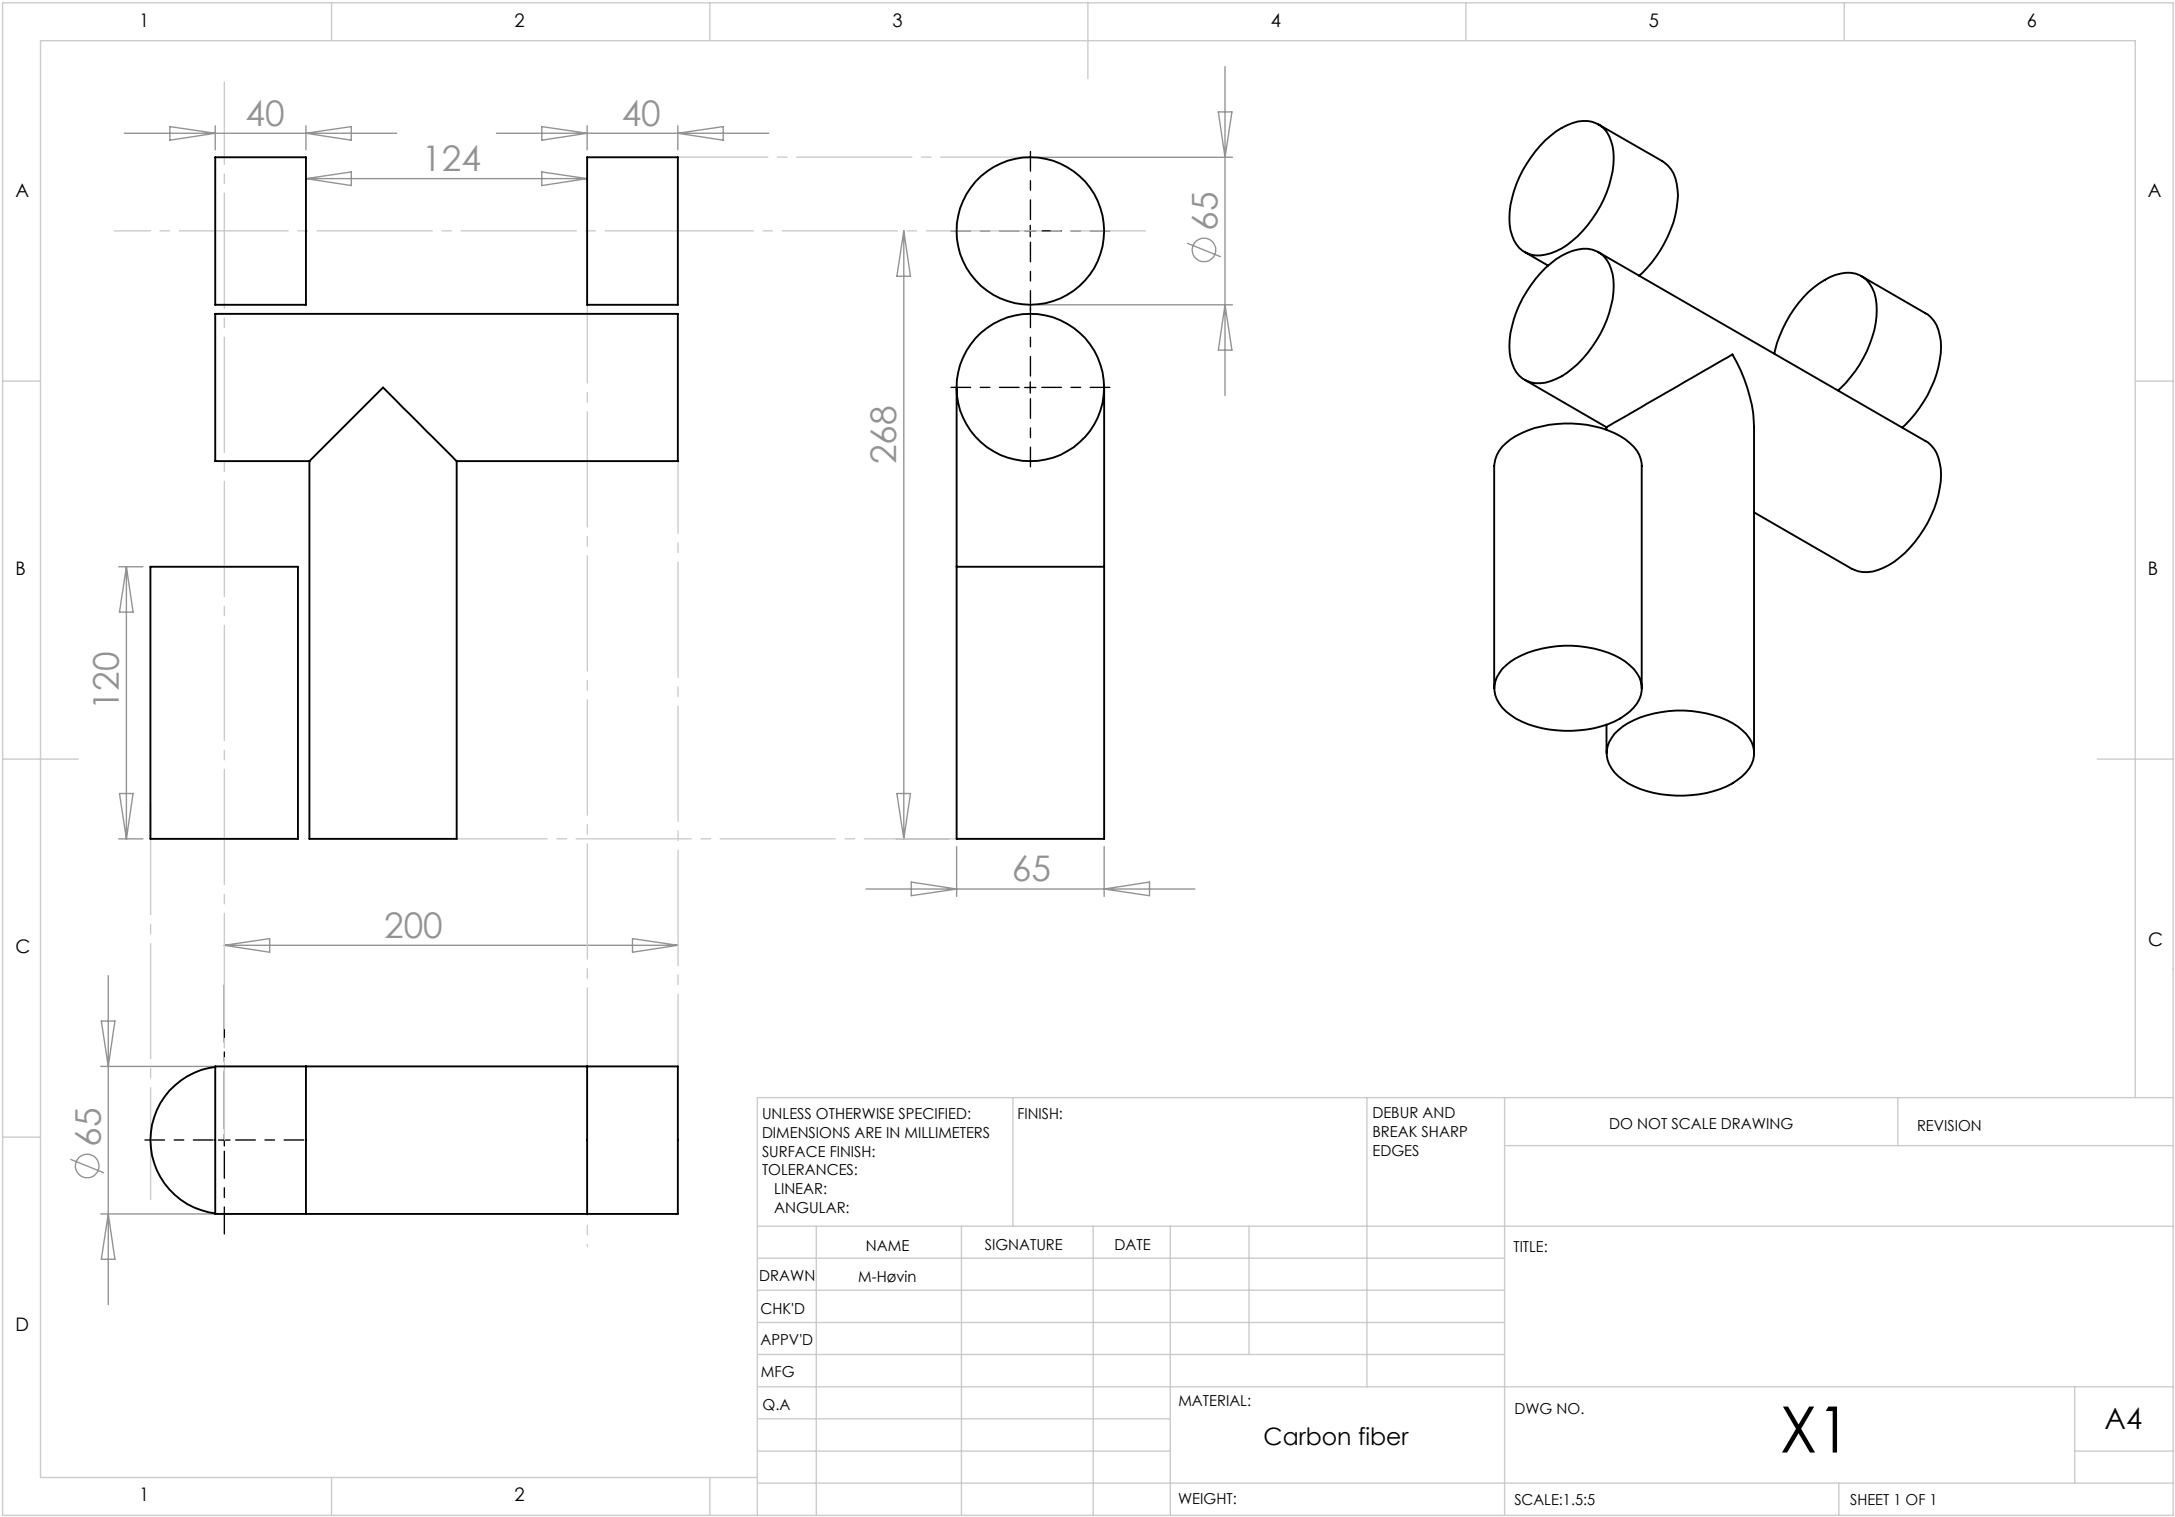 1 2 3 4 5 6
A A
B B
C C
D
40 40
124
⌀65
268
120
65
200
⌀65
UNLESS OTHERWISE SPECIFIED:
DIMENSIONS ARE IN MILLIMETERS
SURFACE FINISH:
TOLERANCES:
LINEAR:
ANGULAR:
FINISH:
DEBUR AND
BREAK SHARP
EDGES
DO NOT SCALE DRAWING
REVISION
NAME SIGNATURE DATE
DRAWN M-Høvin
CHK'D
APPV'D
MFG
Q.A
TITLE:
MATERIAL:
Carbon fiber
DWG NO.
X1
A4
WEIGHT:
SCALE:1.5:5
SHEET 1 OF 1
1 2